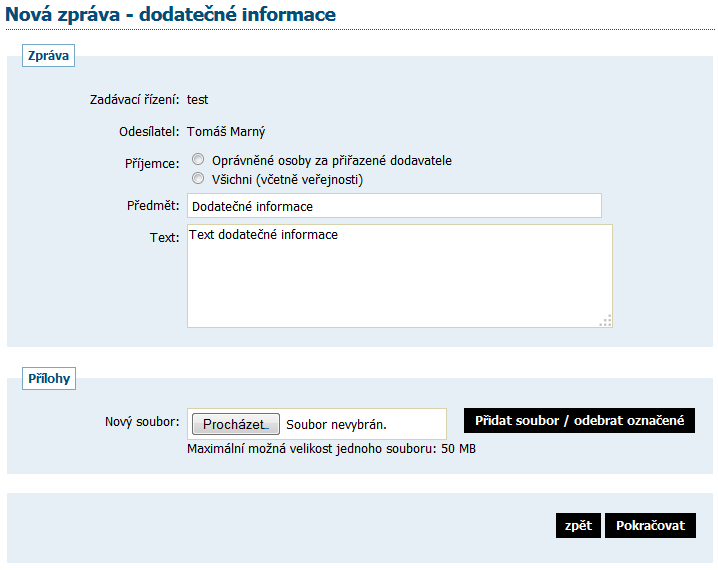 Nová zpráva - dodatečné informace
Zpráva
Zadávací řízení: test
Odesílatel: Tomáš Marný
Příjemce: Oprávněné osoby za přiřazené dodavatele
Všichni (včetně veřejnosti)
Předmět: Dodatečné informace
Text: Text dodatečné informace
Přílohy
Nový soubor: Procházet.. Soubor nevybrán. Přidat soubor / odebrat označené
Maximální možná velikost jednoho souboru: 50 MB
zpět Pokračovat